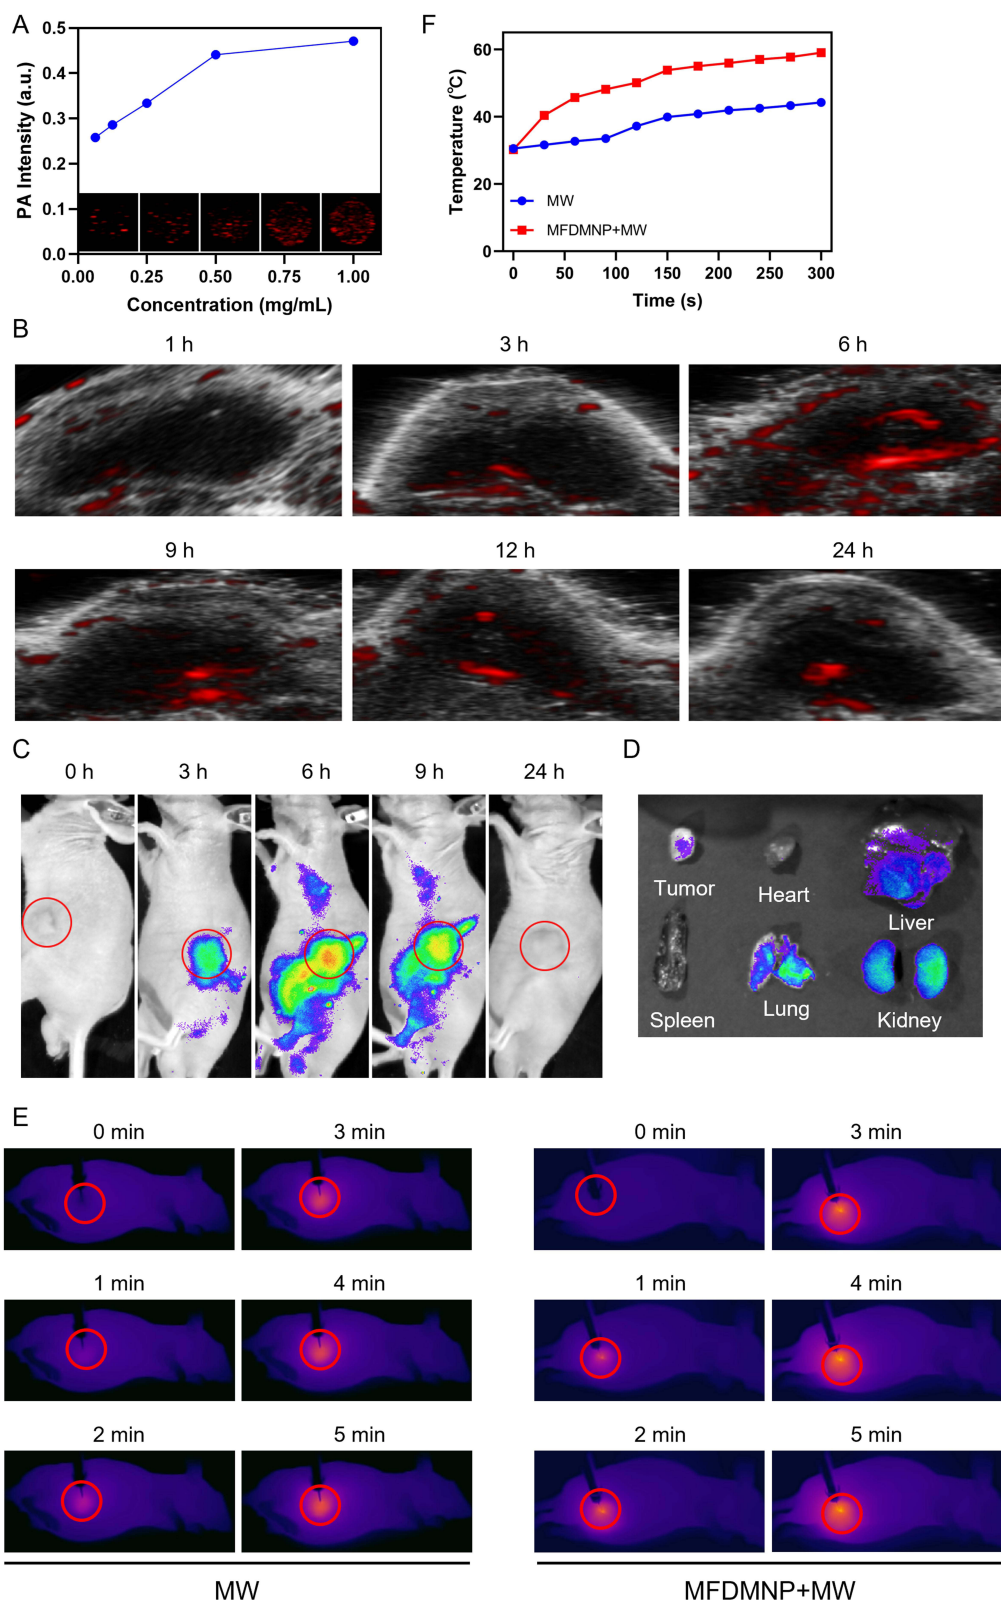 A
PA Intensity (a.u.)
0.5
0.4
0.3
0.2
0.1
0.0
0.00 0.25 0.50 0.75 1.00
Concentration (mg/mL)
F
Temperature (°C)
60
40
20
0
MW
MFDMNP+MW
0 50 100 150 200 250 300
Time (s)
B
1 h 3 h 6 h
9 h 12 h 24 h
C
0 h 3 h 6 h 9 h 24 h
D
Tumor Heart Liver
Spleen Lung Kidney
E
0 min 3 min 0 min 3 min
1 min 4 min 1 min 4 min
2 min 5 min 2 min 5 min
MW MFDMNP+MW